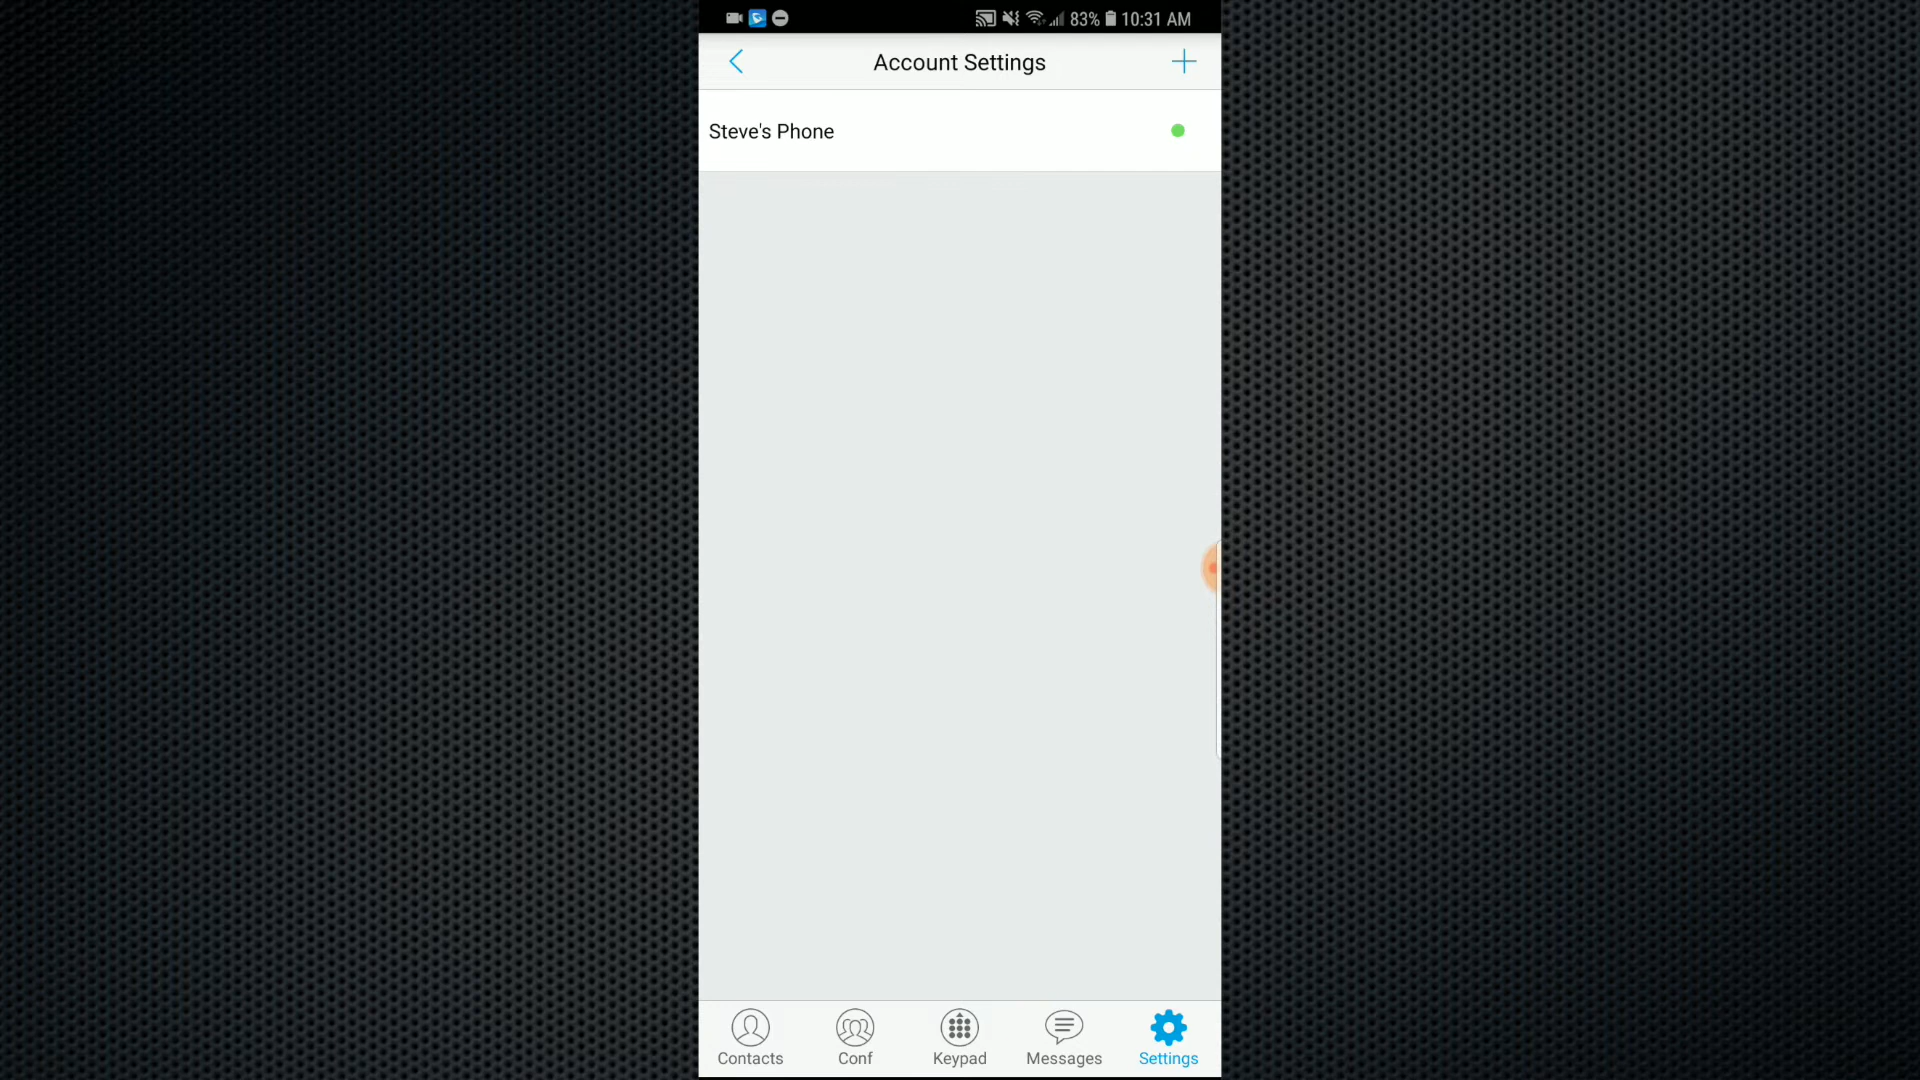 83% 10:31 AM
Account Settings
Steve's Phone
Contacts Conf Keypad Messages Settings